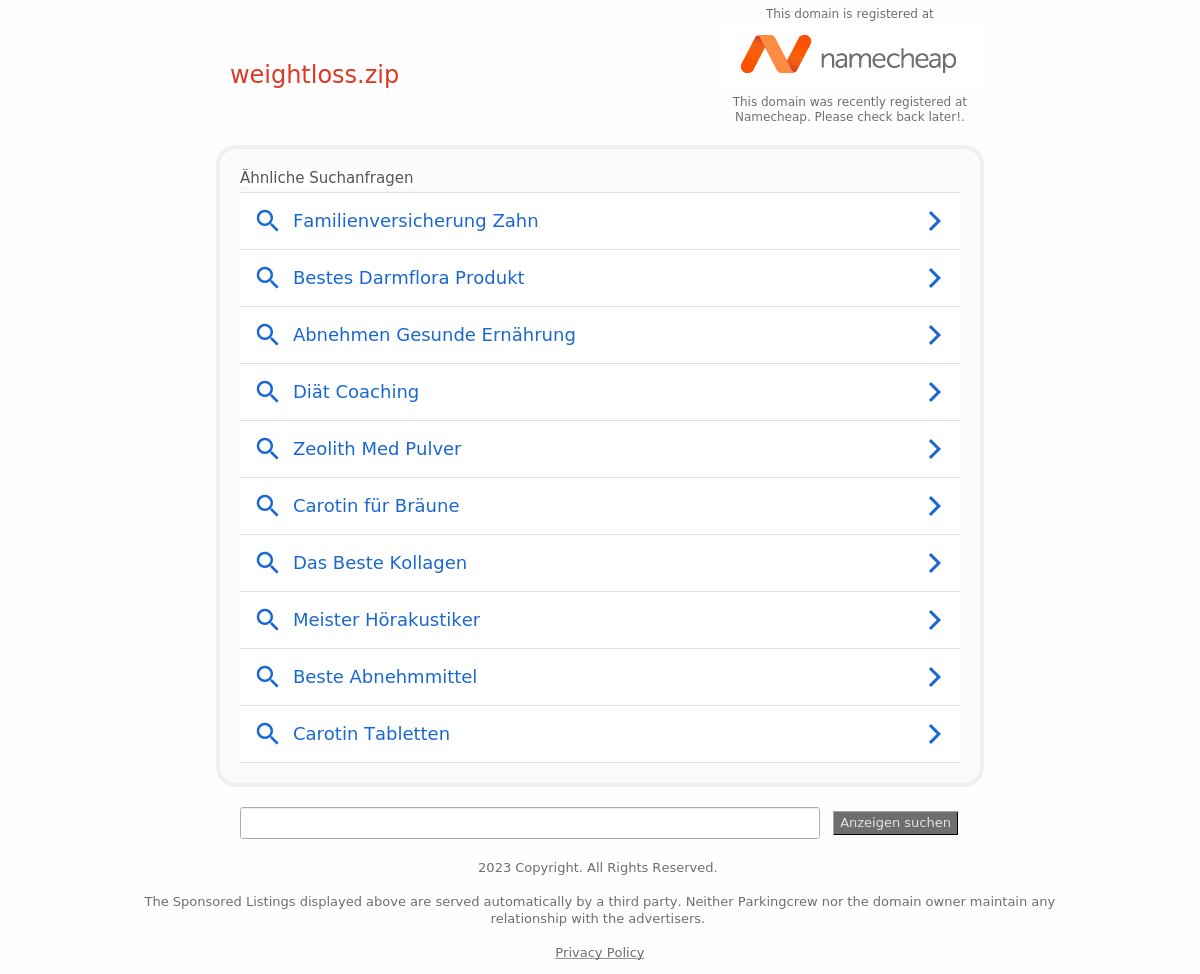 This domain is registered at
namecheap
weightloss.zip
This domain was recently registered at
Namecheap. Please check back later!.
Ähnliche Suchanfragen
Familienversicherung Zahn
Bestes Darmflora Produkt
Abnehmen Gesunde Ernährung
Diät Coaching
Zeolith Med Pulver
Carotin für Bräune
Das Beste Kollagen
Meister Hörakustiker
Beste Abnehmmittel
Carotin Tabletten
Anzeigen suchen
2023 Copyright. All Rights Reserved.
The Sponsored Listings displayed above are served automatically by a third party. Neither Parkingcrew nor the domain owner maintain any
relationship with the advertisers.
Privacy Policy